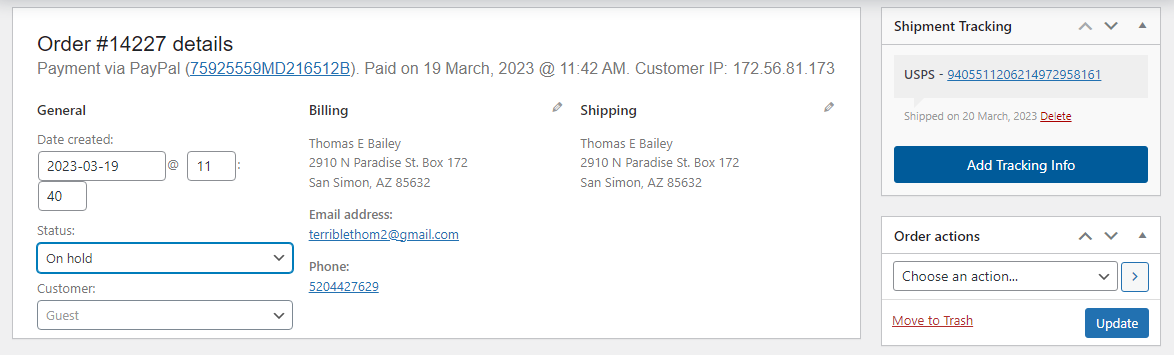 Order #14227 details
Payment via PayPal (75925559MD216512B). Paid on 19 March, 2023 @ 11:42 AM. Customer IP: 172.56.81.173
General
Date created:
2023-03-19 @ 11 :
40
Status:
On hold
Customer:
Guest
Billing
Thomas E Bailey
2910 N Paradise St. Box 172
San Simon, AZ 85632
Email address:
terriblethom2@gmail.com
Phone:
5204427629
Shipping
Thomas E Bailey
2910 N Paradise St. Box 172
San Simon, AZ 85632
Shipment Tracking
USPS - 9405511206214972958161
Shipped on 20 March, 2023 Delete
Add Tracking Info
Order actions
Choose an action...
Move to Trash
Update